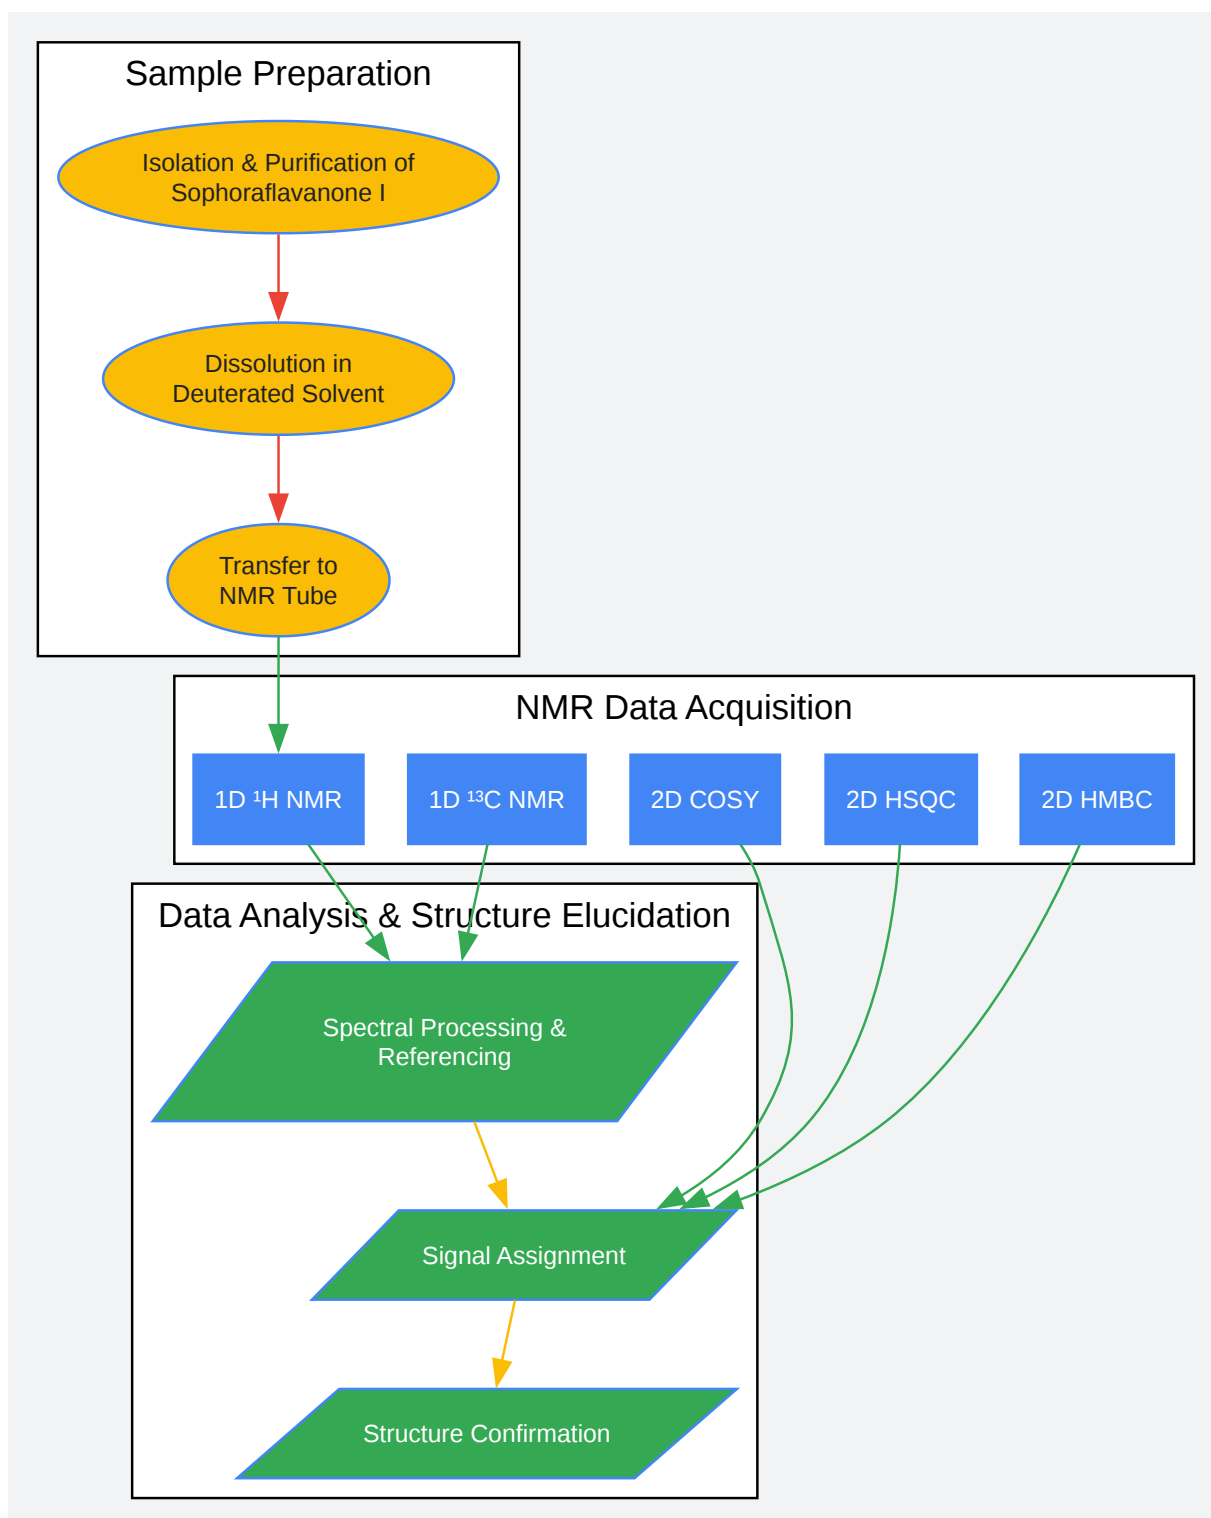 Sample Preparation
Isolation & Purification of
Sophoraflavanone I
Dissolution in
Deuterated Solvent
Transfer to
NMR Tube
NMR Data Acquisition
1D ¹H NMR
1D ¹³C NMR
2D COSY
2D HSQC
2D HMBC
Data Analysis & Structure Elucidation
Spectral Processing &
Referencing
Signal Assignment
Structure Confirmation